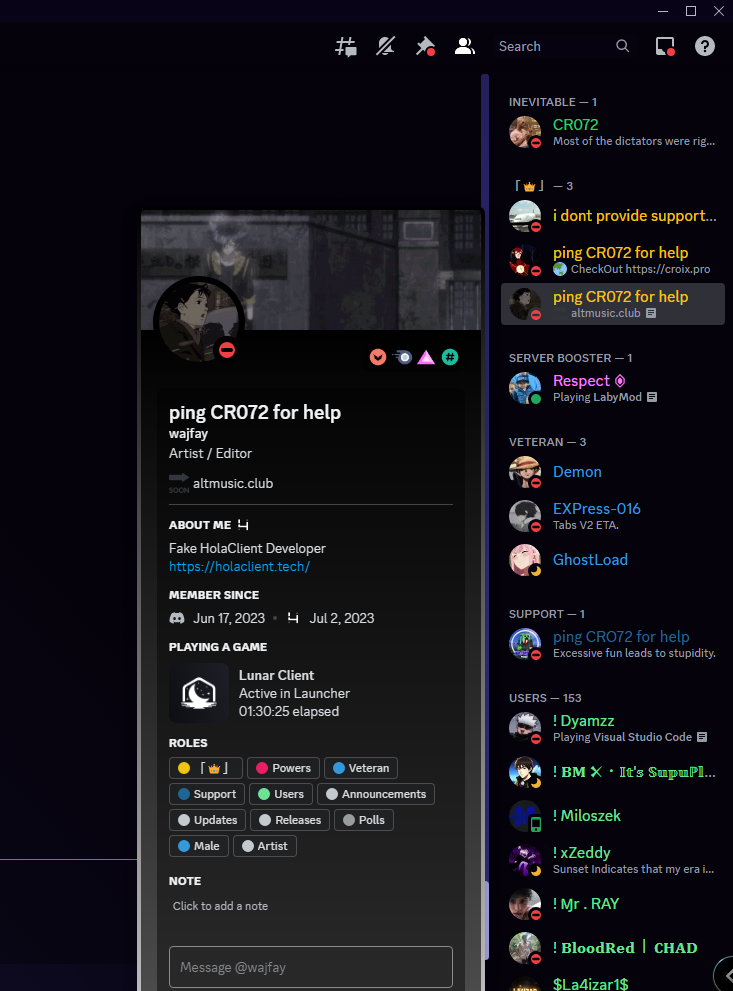 Search
INEVITABLE — 1
CR072
Most of the dictators were rig...
「👑」 — 3
i dont provide support...
ping CR072 for help
CheckOut https://croix.pro
ping CR072 for help
altmusic.club
SERVER BOOSTER — 1
Respect
Playing LabyMod
VETERAN — 3
Demon
EXPress-016
Tabs V2 ETA.
GhostLoad
SUPPORT — 1
ping CR072 for help
Excessive fun leads to stupidity.
USERS — 153
! Dyamzz
Playing Visual Studio Code
! BM ⚔ · 𝕀𝕥'𝕤 𝕊𝕦𝕡𝕦ℙ𝕝...
! Miloszek
! xZeddy
Sunset Indicates that my era i...
! Ɱr . RAY
! 𝐁𝐥𝐨𝐨𝐝𝐑𝐞𝐝 | 𝐂𝐇𝐀𝐃
$La4izar1$
ping CR072 for help
wajfay
Artist / Editor
SOON altmusic.club
ABOUT ME
Fake HolaClient Developer
https://holaclient.tech/
MEMBER SINCE
Jun 17, 2023 • Jul 2, 2023
PLAYING A GAME
Lunar Client
Active in Launcher
01:30:25 elapsed
ROLES
「👑」 Powers Veteran
Support Users Announcements
Updates Releases Polls
Male Artist
NOTE
Click to add a note
Message @wajfay